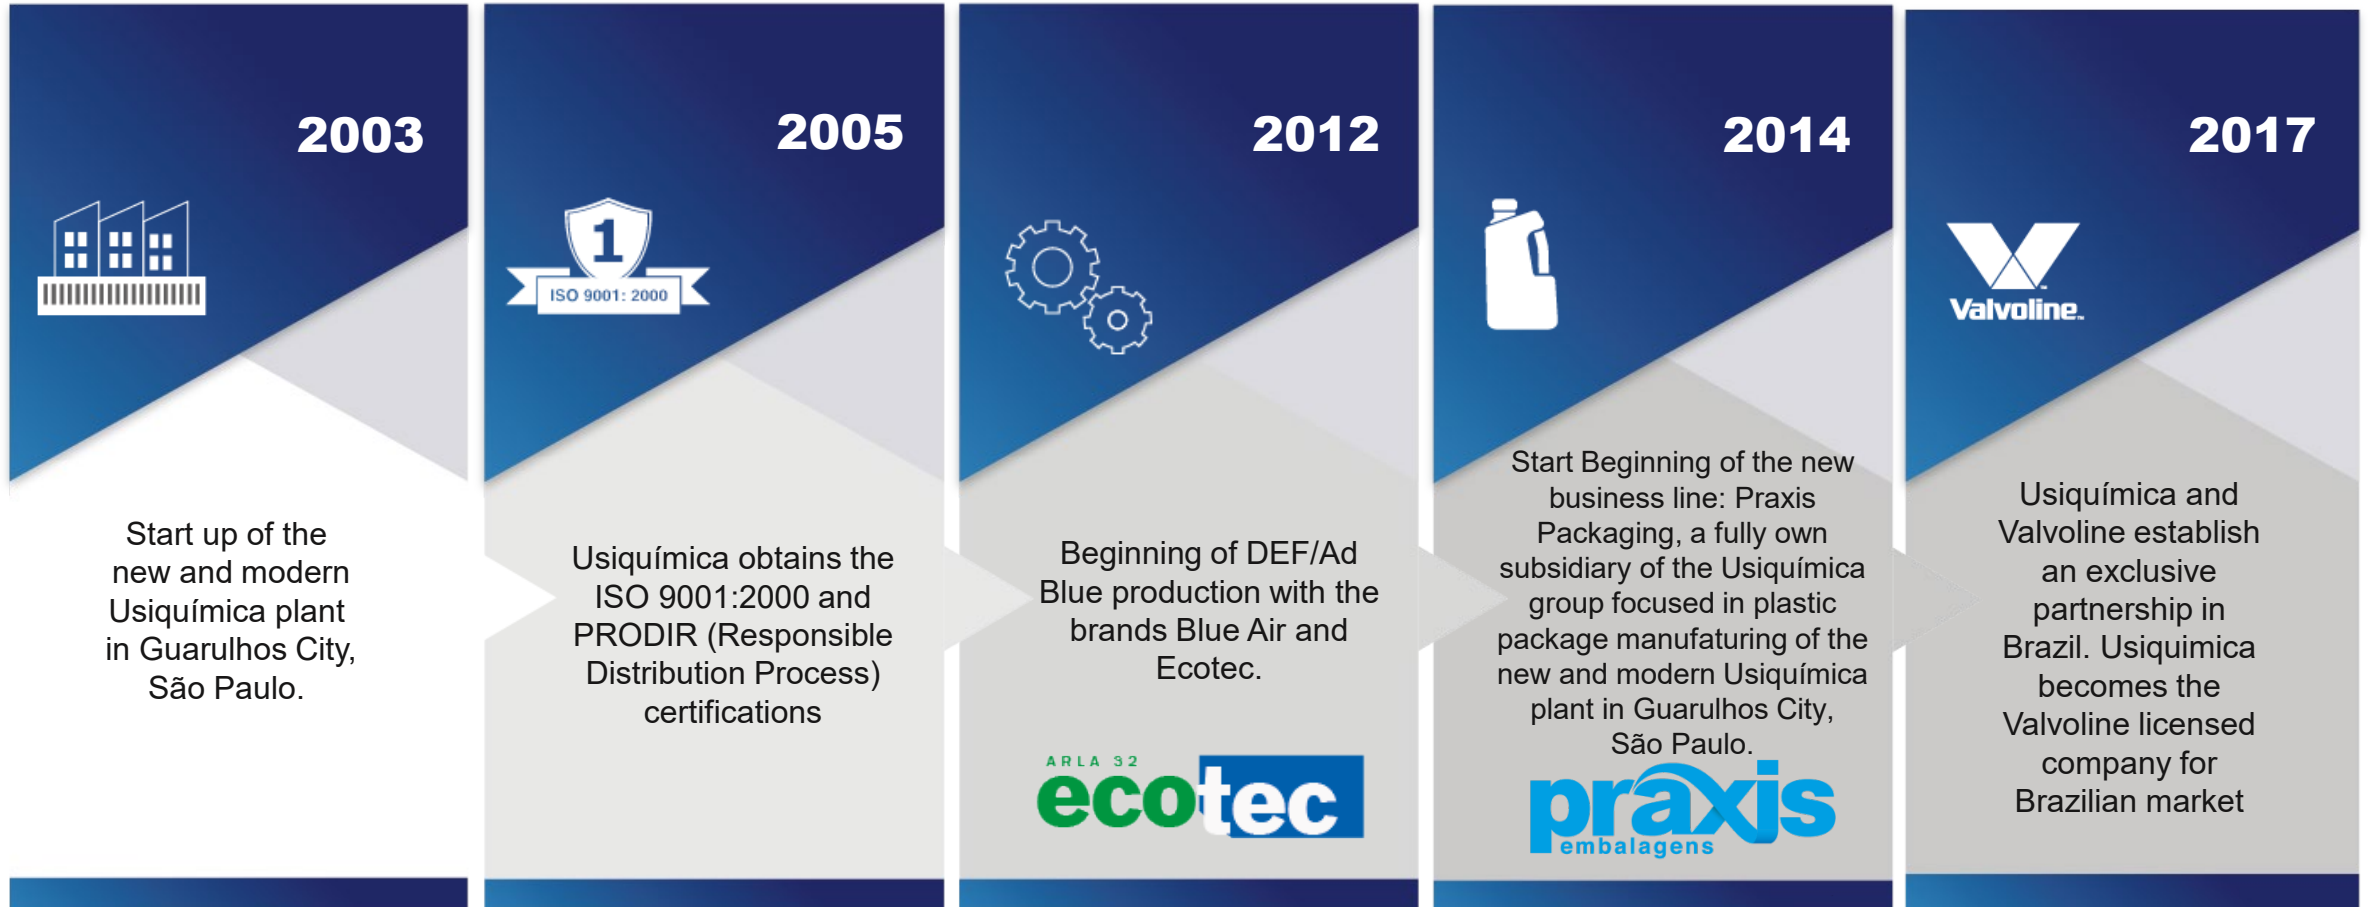 2003
Start up of the
new and modern
Usiquímica plant
in Guarulhos City,
São Paulo.
2005
1
ISO 9001: 2000
Usiquímica obtains the
ISO 9001:2000 and
PRODIR (Responsible
Distribution Process)
certifications
2012
Beginning of DEF/Ad
Blue production with the
brands Blue Air and
Ecotec.
ARLA 32
ecotec
2014
Start Beginning of the new
business line: Praxis
Packaging, a fully own
subsidiary of the Usiquímica
group focused in plastic
package manufaturing of the
new and modern Usiquímica
plant in Guarulhos City,
São Paulo.
praxis
embalagens
2017
Valvoline™
Usiquímica and
Valvoline establish
an exclusive
partnership in
Brazil. Usiquimica
becomes the
Valvoline licensed
company for
Brazilian market